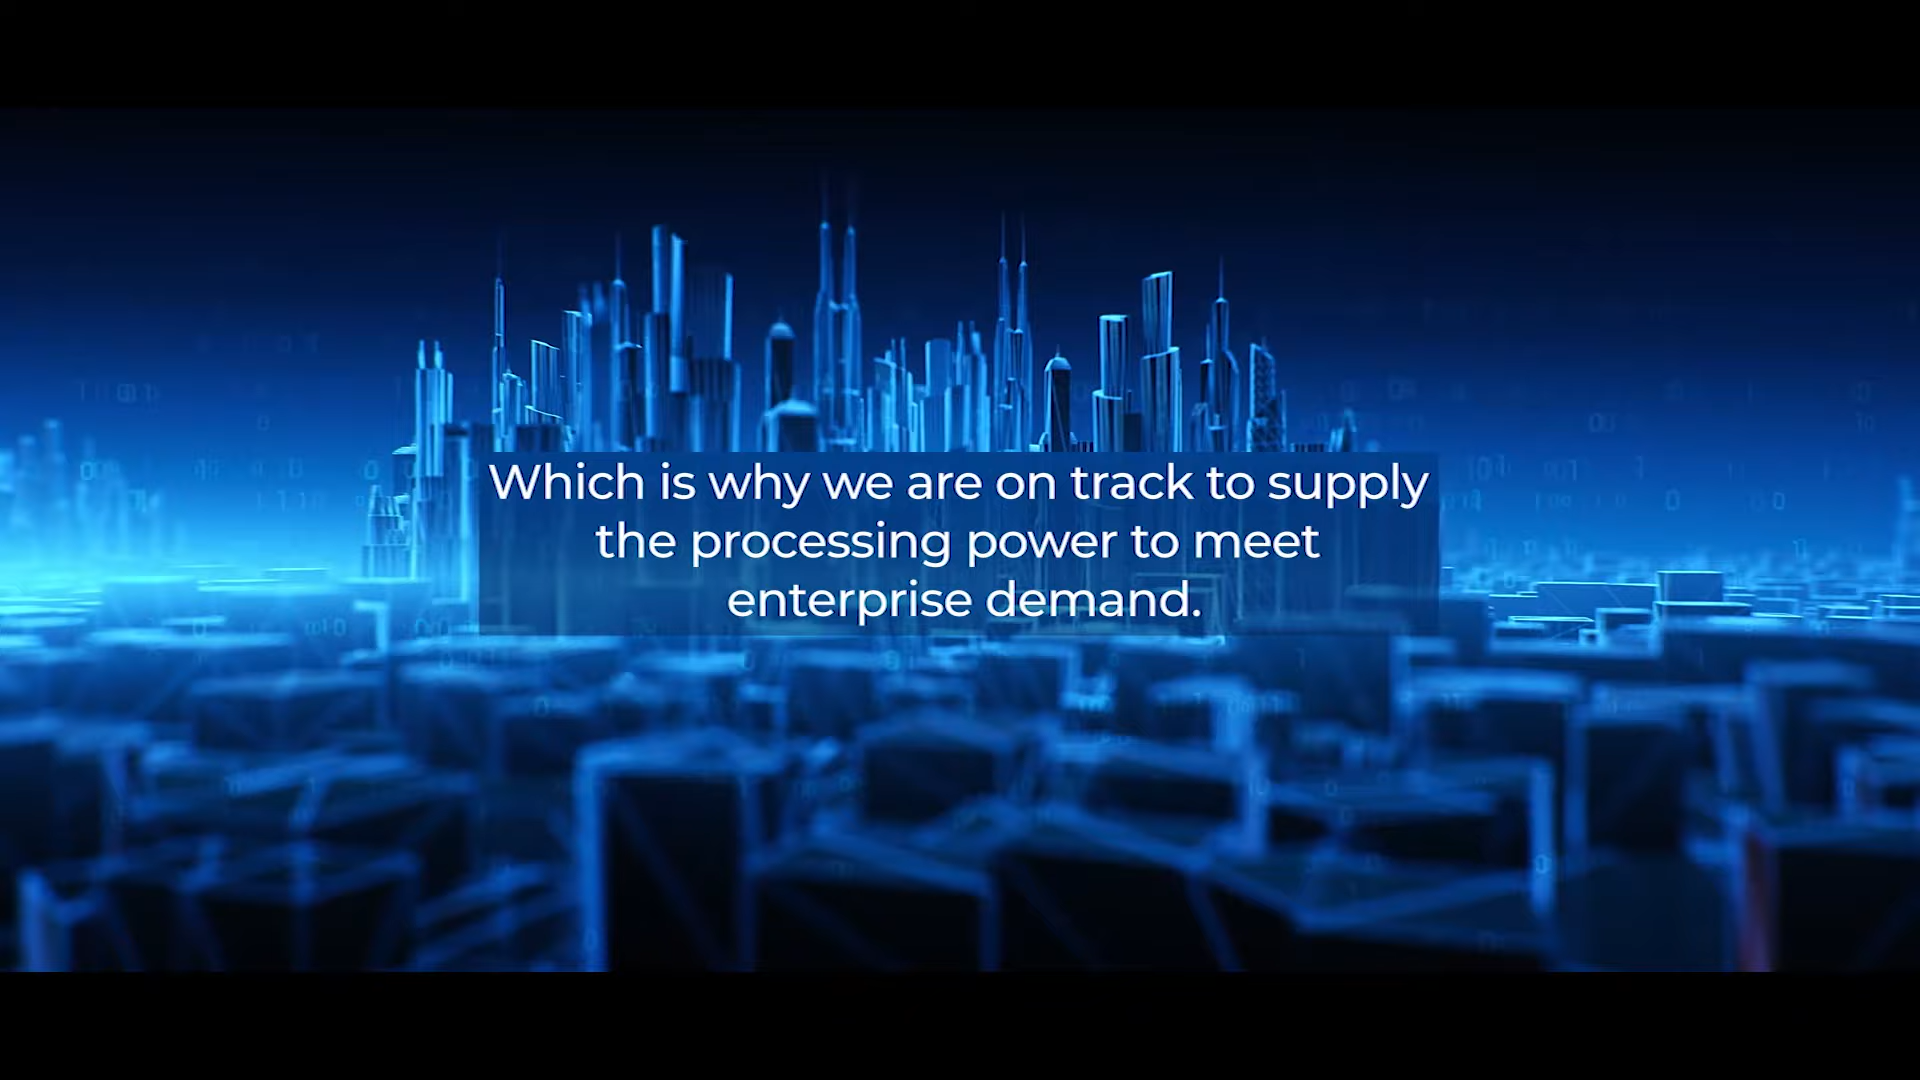 Which is why we are on track to supply
the processing power to meet
enterprise demand.